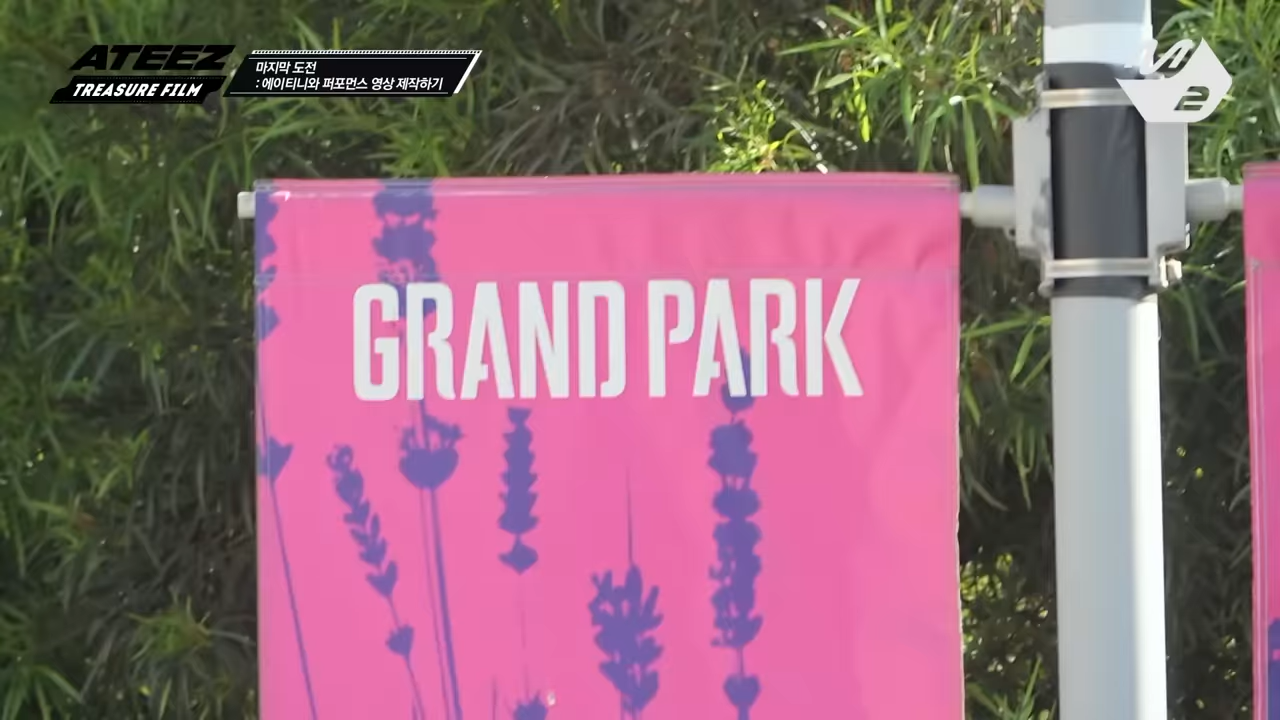 ATEEZ
TREASURE FILM
마지막 도전
: 에이티니와 퍼포먼스 영상 제작하기
M2
GRAND PARK